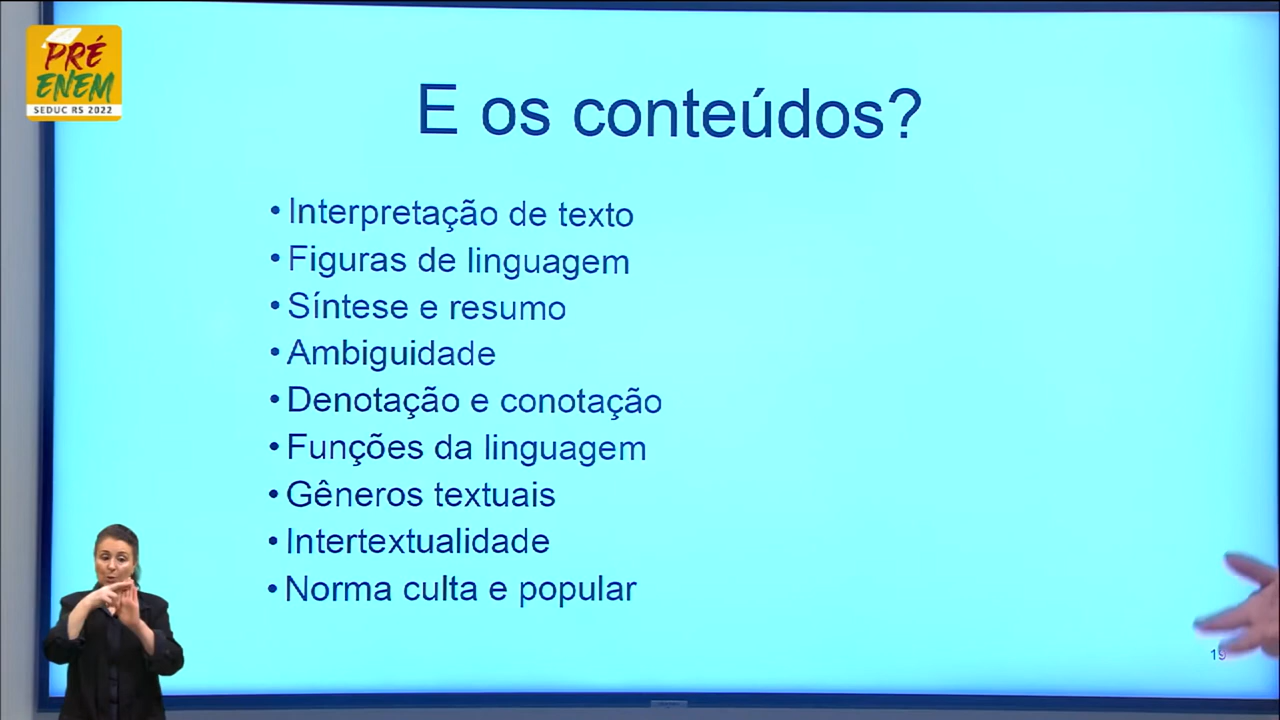 PRÉ
ENEM
SEDUC RS 2022
E os conteúdos?
• Interpretação de texto
• Figuras de linguagem
• Síntese e resumo
• Ambiguidade
• Denotação e conotação
• Funções da linguagem
• Gêneros textuais
• Intertextualidade
• Norma culta e popular
19